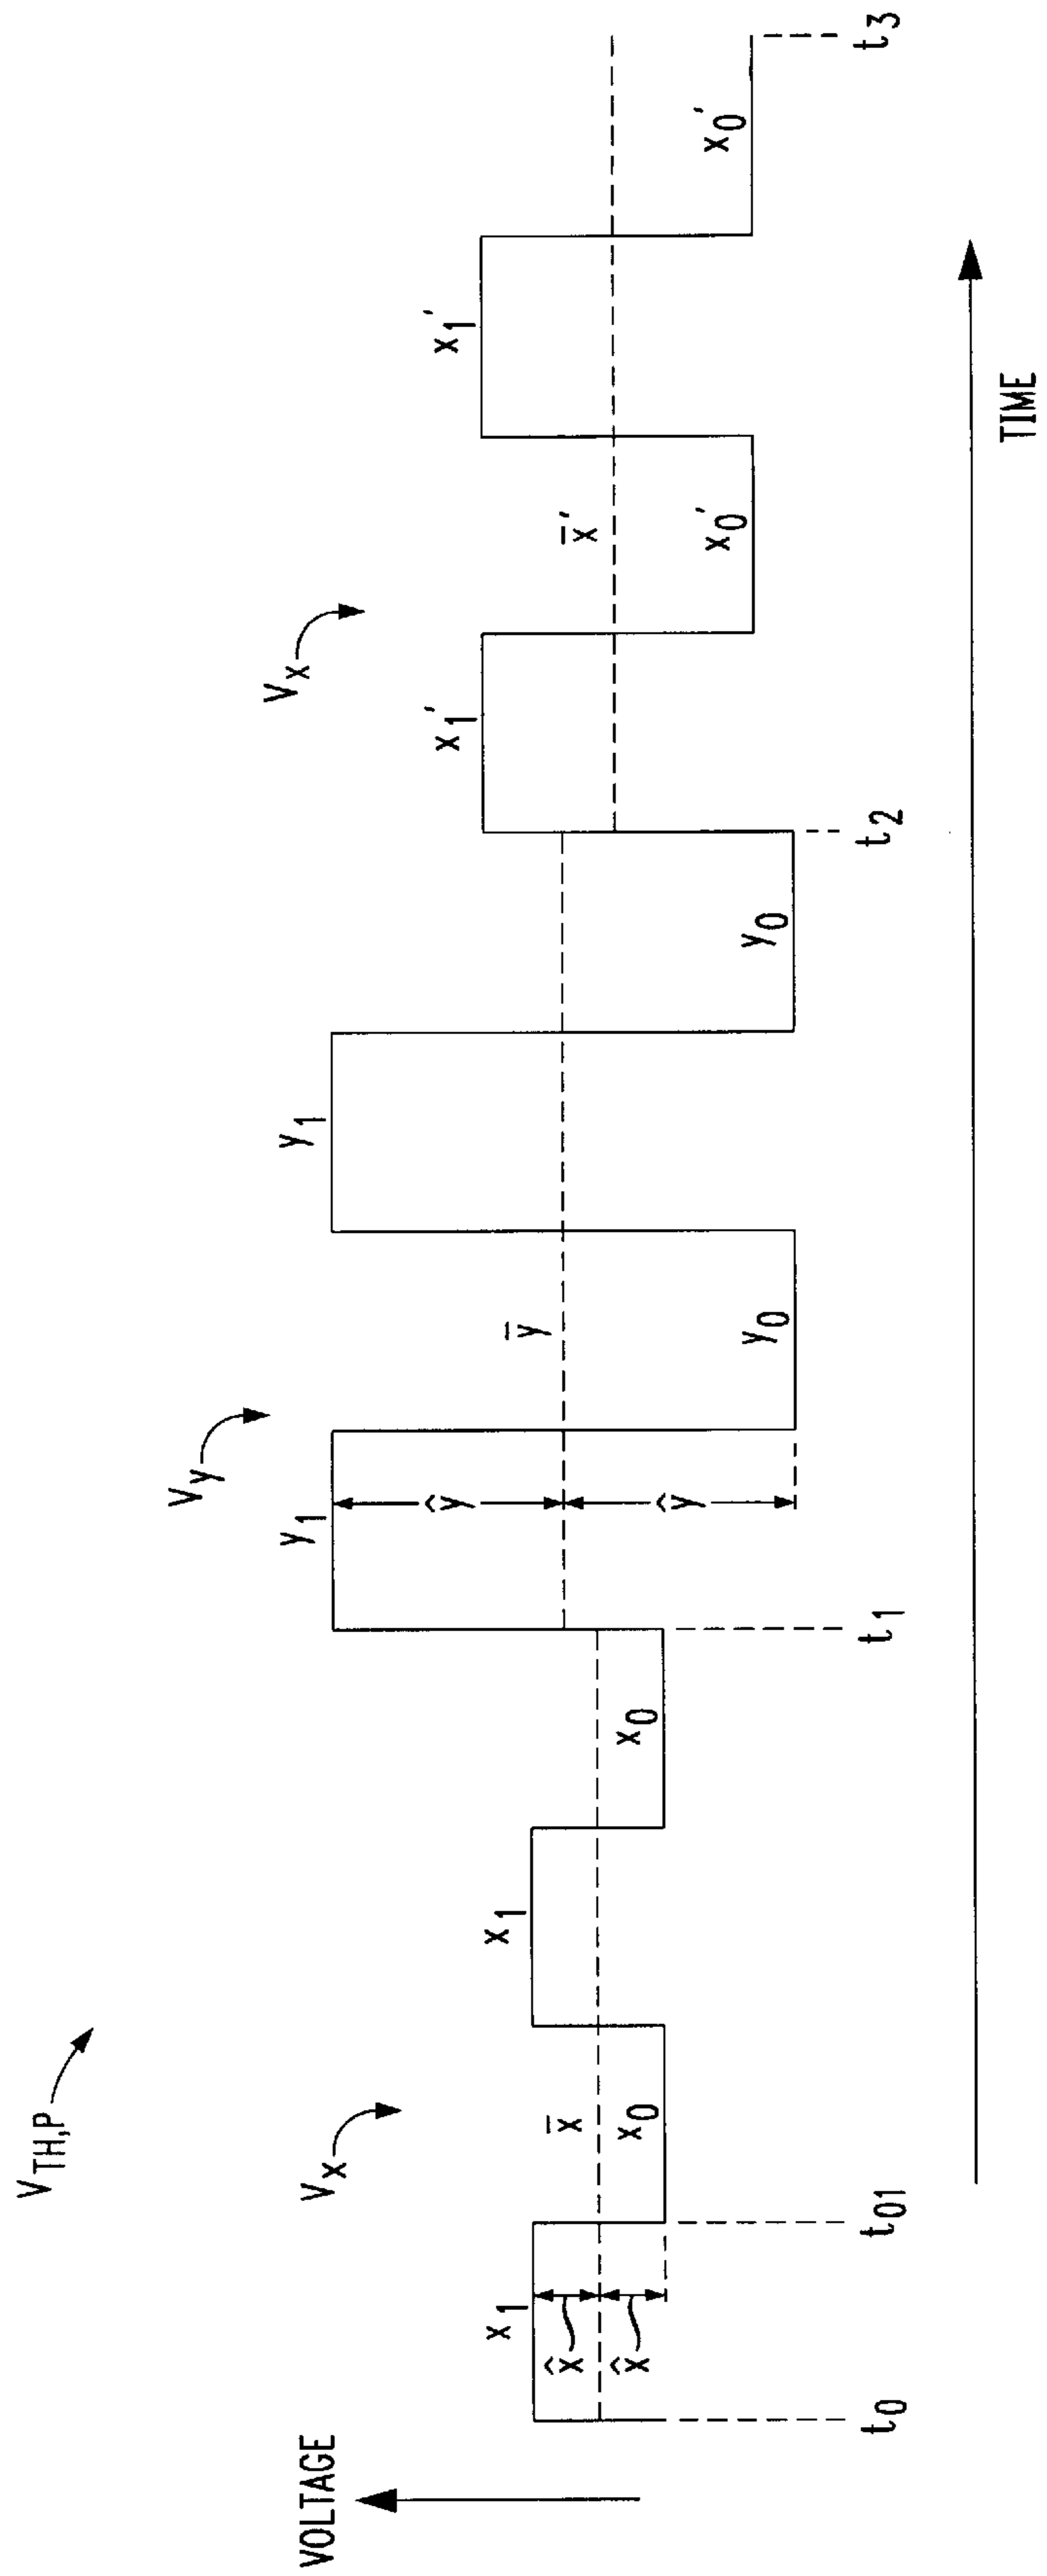 V_TH,P
V_x
V_y
V_x
VOLTAGE
x_1
x̂
x̂
x̄
x_0
x_1
x_0
y_1
ŷ
ŷ
ȳ
y_0
y_1
y_0
x_1'
x̄'
x_0'
x_1'
x_0'
t_0
t_01
t_1
t_2
t_3
TIME